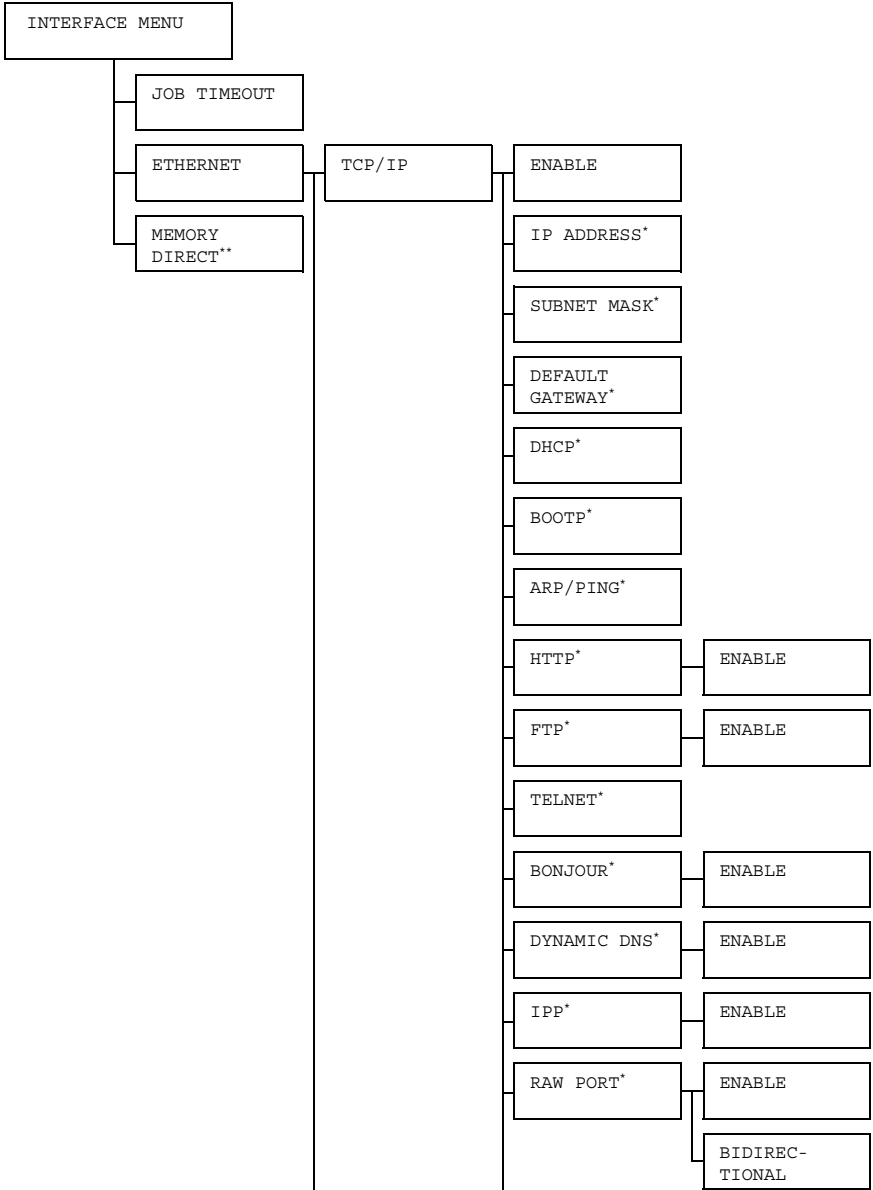 INTERFACE MENU
JOB TIMEOUT
ETHERNET
TCP/IP
ENABLE
MEMORY
DIRECT**
IP ADDRESS*
SUBNET MASK*
DEFAULT
GATEWAY*
DHCP*
BOOTP*
ARP/PING*
HTTP*
ENABLE
FTP*
ENABLE
TELNET*
BONJOUR*
ENABLE
DYNAMIC DNS*
ENABLE
IPP*
ENABLE
RAW PORT*
ENABLE
BIDIREC-
TIONAL